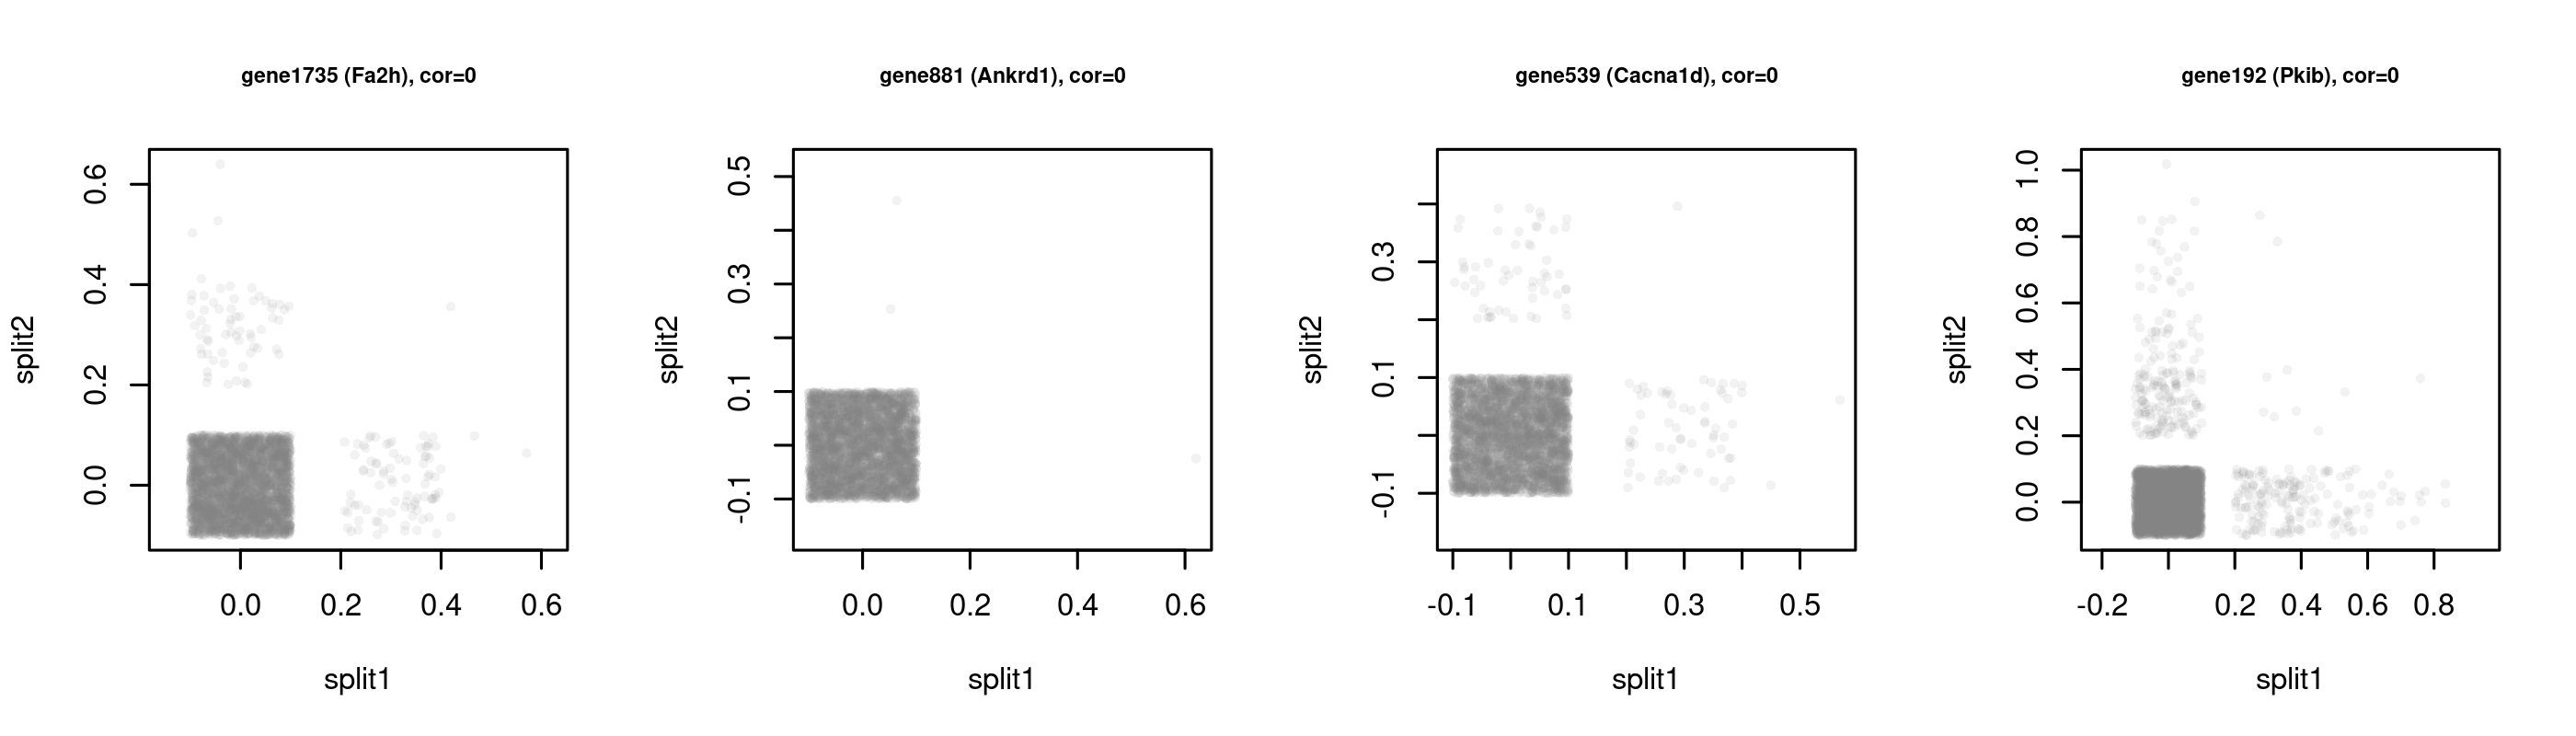 gene1735 (Fa2h), cor=0
split2
0.0 0.2 0.4 0.6
0.0 0.2 0.4 0.6
split1
gene881 (Ankrd1), cor=0
split2
-0.1 0.1 0.3 0.5
0.0 0.2 0.4 0.6
split1
gene539 (Cacna1d), cor=0
split2
-0.1 0.1 0.3
-0.1 0.1 0.3 0.5
split1
gene192 (Pkib), cor=0
split2
0.0 0.2 0.4 0.6 0.8 1.0
-0.2 0.2 0.4 0.6 0.8
split1